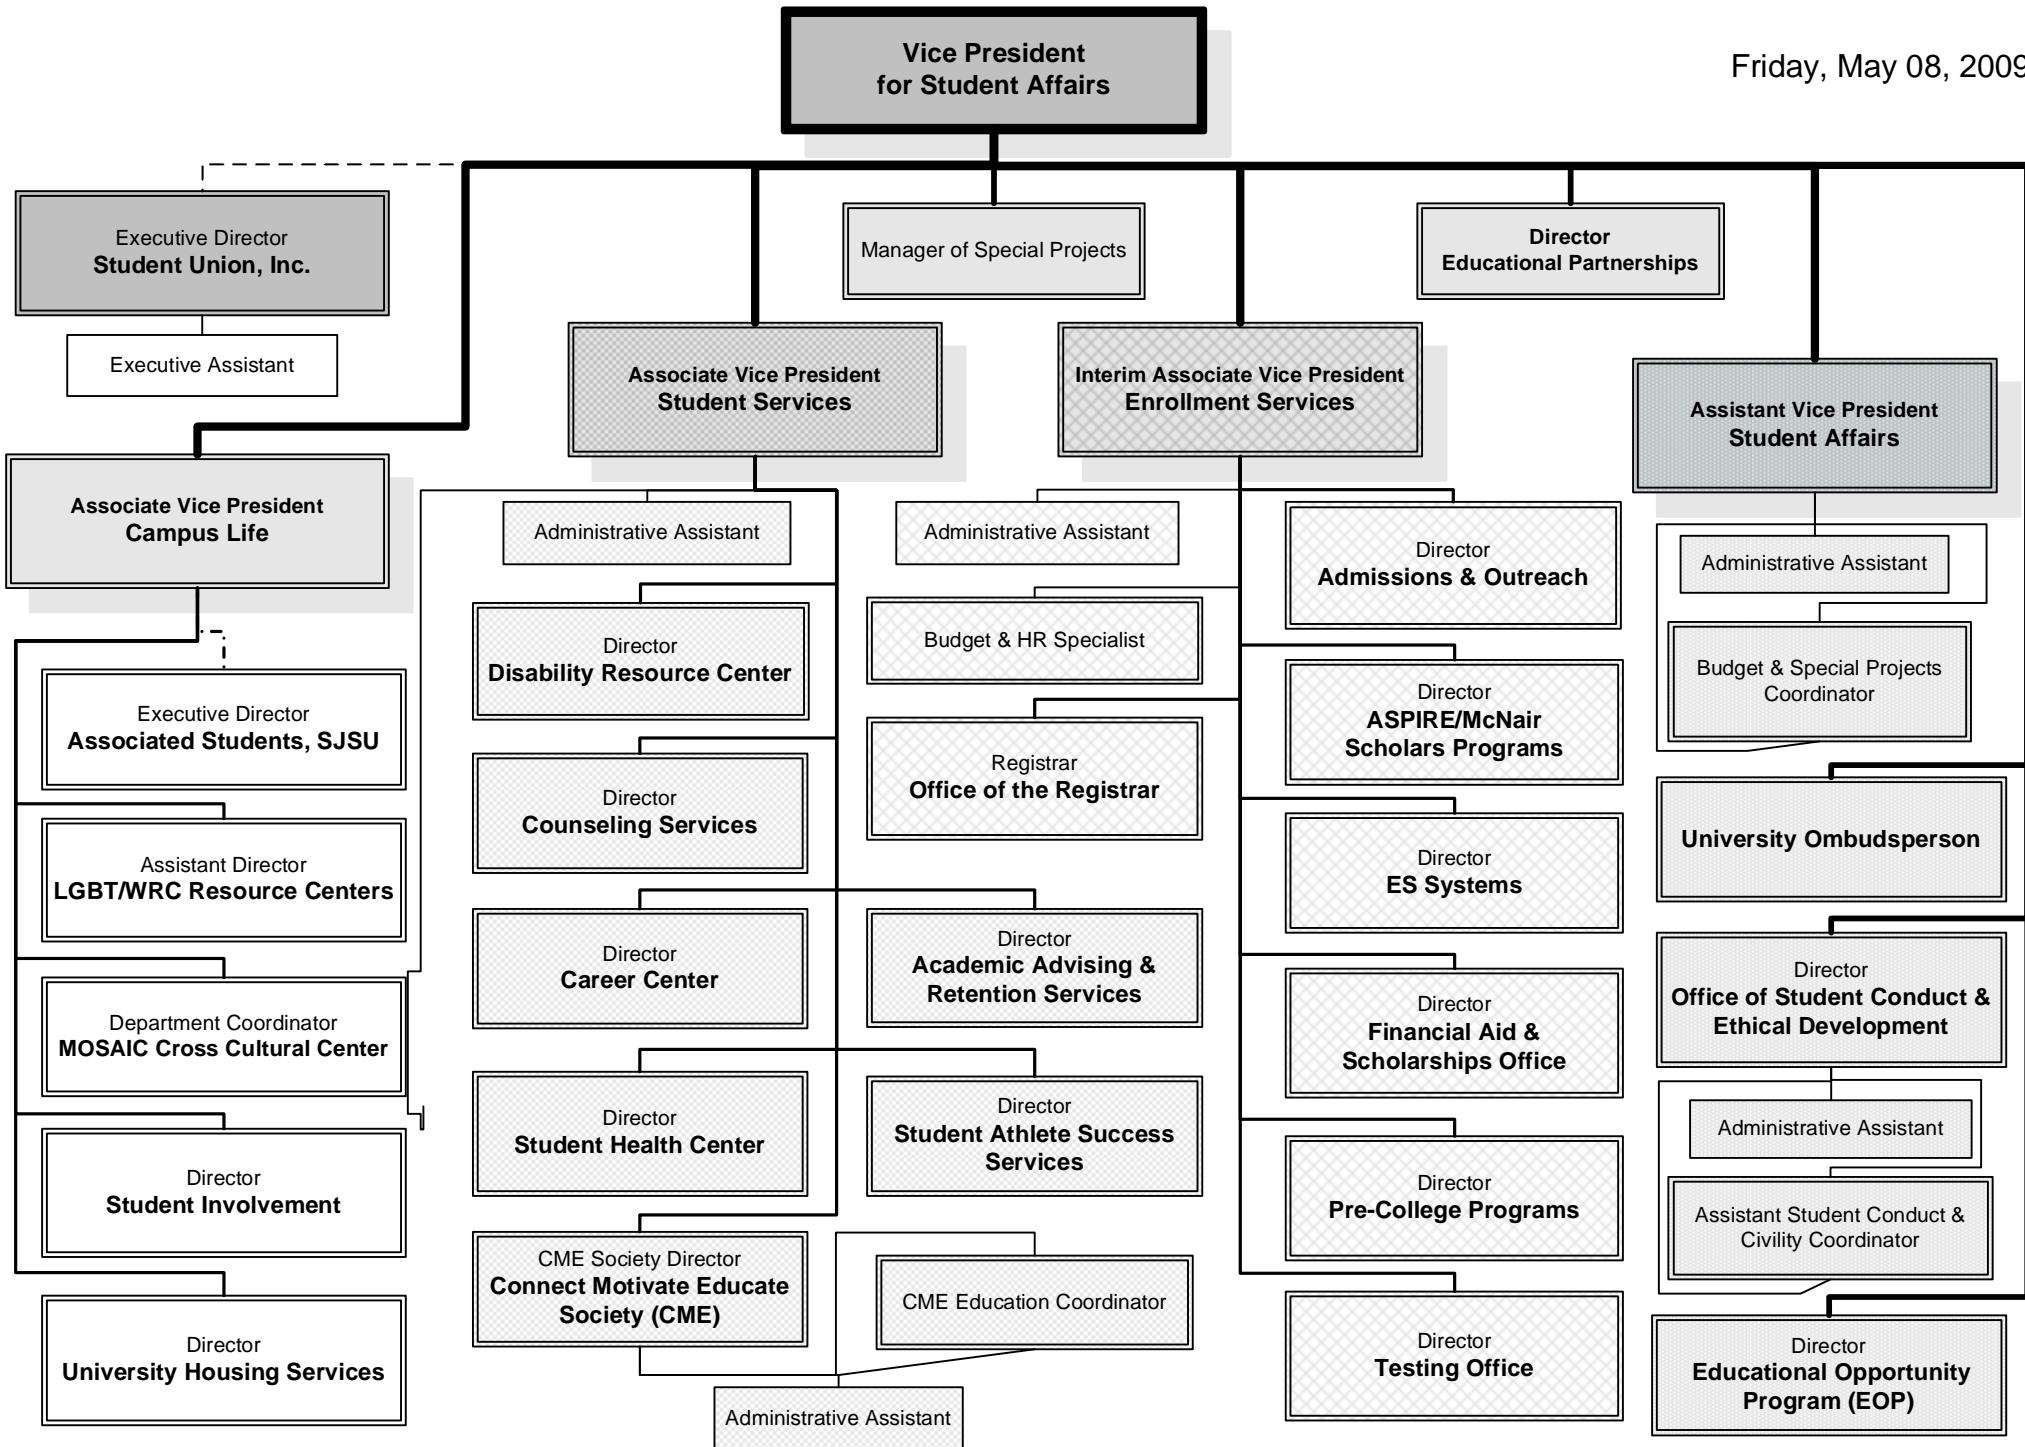 Vice President
for Student Affairs
Friday, May 08, 2009
Executive Director
Student Union, Inc.
Manager of Special Projects
Director
Educational Partnerships
Executive Assistant
Associate Vice President
Student Services
Interim Associate Vice President
Enrollment Services
Assistant Vice President
Student Affairs
Associate Vice President
Campus Life
Executive Director
Associated Students, SJSU
Assistant Director
LGBT/WRC Resource Centers
Department Coordinator
MOSAIC Cross Cultural Center
Director
Student Involvement
Director
University Housing Services
Administrative Assistant
Director
Disability Resource Center
Director
Counseling Services
Director
Career Center
Director
Academic Advising &
Retention Services
Director
Student Health Center
Director
Student Athlete Success
Services
CME Society Director
Connect Motivate Educate
Society (CME)
CME Education Coordinator
Administrative Assistant
Administrative Assistant
Budget & HR Specialist
Registrar
Office of the Registrar
Director
Admissions & Outreach
Director
ASPIRE/McNair
Scholars Programs
Director
ES Systems
Director
Financial Aid &
Scholarships Office
Director
Pre-College Programs
Director
Testing Office
Administrative Assistant
Budget & Special Projects
Coordinator
University Ombudsperson
Director
Office of Student Conduct &
Ethical Development
Administrative Assistant
Assistant Student Conduct &
Civility Coordinator
Director
Educational Opportunity
Program (EOP)